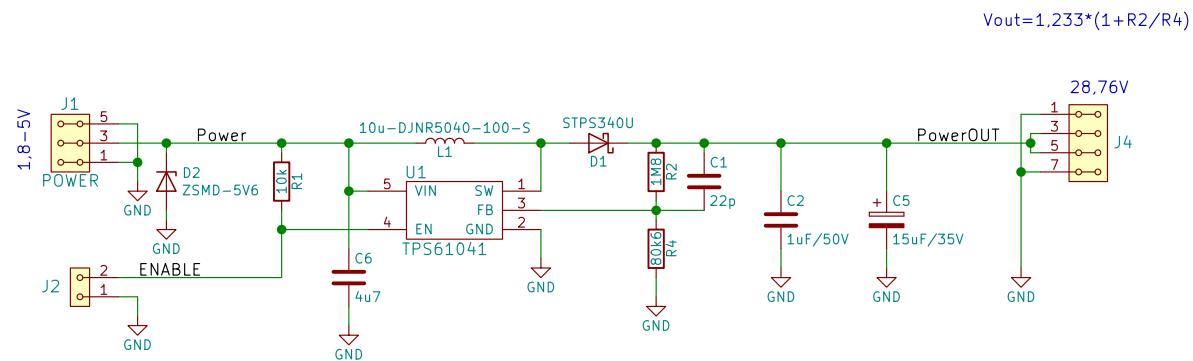 Vout=1,233*(1+R2/R4)
28,76V
1,8-5V
J1
5
3
1
POWER
Power
10u-DJNR5040-100-S
L1
STPS340U
D1
PowerOUT
1
3
5
7
J4
D2
ZSMD-5V6
GND
GND
10k
R1
U1
5
VIN
SW
1
FB
3
4
EN
GND
2
TPS61041
1M8
R2
C1
22p
80k6
R4
C2
1uF/50V
+
C5
15uF/35V
J2
2
1
ENABLE
C6
4u7
GND
GND
GND
GND
GND
GND
GND